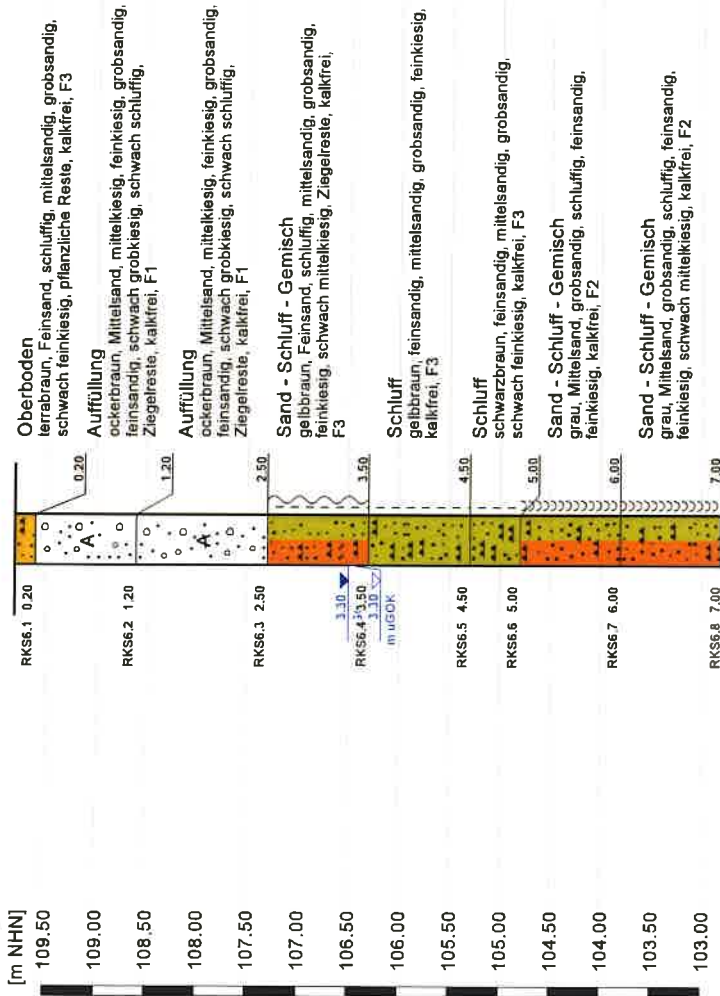 [m NHN]
109.50
109.00
108.50
108.00
107.50
107.00
106.50
106.00
105.50
105.00
104.50
104.00
103.50
103.00
RKS6.1 0.20
RKS6.2 1.20
RKS6.3 2.50
3.30
RKS6.4 3.50
3.30
m uGOK
RKS6.5 4.50
RKS6.6 5.00
RKS6.7 6.00
RKS6.8 7.00
A
A
0.20
1.20
2.50
3.50
4.50
5.00
6.00
7.00
Oberboden
terrabraun, Feinsand, schluffig, mittelsandig, grobsandig,
schwach feinkiesig, pflanzliche Reste, kalkfrei, F3
Auffüllung
ockerbraun, Mittelsand, mittelkiesig, feinkiesig, grobsandig,
feinsandig, schwach grobkiesig, schwach schluffig,
Ziegelreste, kalkfrei, F1
Auffüllung
ockerbraun, Mittelsand, mittelkiesig, feinkiesig, grobsandig,
feinsandig, schwach grobkiesig, schwach schluffig,
Ziegelreste, kalkfrei, F1
Sand - Schluff - Gemisch
gelbbraun, Feinsand, schluffig, mittelsandig, grobsandig,
feinkiesig, schwach mittelkiesig, Ziegelreste, kalkfrei,
F3
Schluff
gelbbraun, feinsandig, mittelsandig, grobsandig, feinkiesig,
kalkfrei, F3
Schluff
schwarzbraun, feinsandig, mittelsandig, grobsandig,
schwach feinkiesig, kalkfrei, F3
Sand - Schluff - Gemisch
grau, Mittelsand, grobsandig, schluffig, feinsandig,
feinkiesig, kalkfrei, F2
Sand - Schluff - Gemisch
grau, Mittelsand, grobsandig, schluffig, feinsandig,
feinkiesig, schwach mittelkiesig, kalkfrei, F2